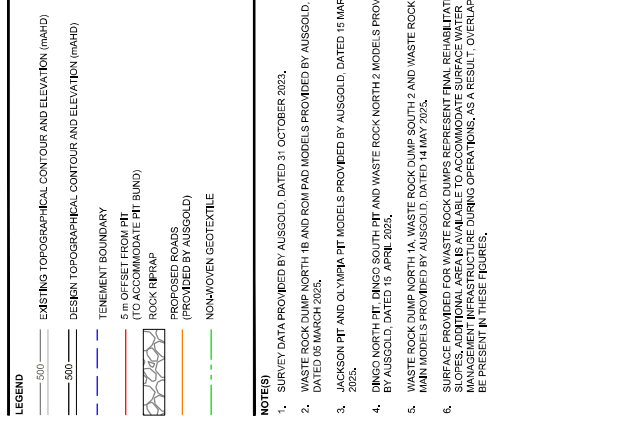 LEGEND
500 EXISTING TOPOGRAPHICAL CONTOUR AND ELEVATION (mAHD)
500 DESIGN TOPOGRAPHICAL CONTOUR AND ELEVATION (mAHD)
TENEMENT BOUNDARY
5 m OFFSET FROM PIT
(TO ACCOMMODATE PIT BUND)
ROCK RIPRAP
PROPOSED ROADS
(PROVIDED BY AUSGOLD)
NON-WOVEN GEOTEXTILE
NOTE(S)
1. SURVEY DATA PROVIDED BY AUSGOLD, DATED 31 OCTOBER 2023.
2. WASTE ROCK DUMP NORTH 1B AND ROM PAD MODELS PROVIDED BY AUSGOLD,
DATED 05 MARCH 2025.
3. JACKSON PIT AND OLYMPIA PIT MODELS PROVIDED BY AUSGOLD, DATED 15 MAR
2025.
4. DINGO NORTH PIT, DINGO SOUTH PIT AND WASTE ROCK NORTH 2 MODELS PROV
BY AUSGOLD, DATED 15 APRIL 2025.
5. WASTE ROCK DUMP NORTH 1A, WASTE ROCK DUMP SOUTH 2 AND WASTE ROCK
MAIN MODELS PROVIDED BY AUSGOLD, DATED 14 MAY 2025.
6. SURFACE PROVIDED FOR WASTE ROCK DUMPS REPRESENT FINAL REHABILITAT
SLOPES, ADDITIONAL AREA IS AVAILABLE TO ACCOMMODATE SURFACE WATER
MANAGEMENT INFRASTRUCTURE DURING OPERATIONS, AS A RESULT, OVERLAP
BE PRESENT IN THESE FIGURES.